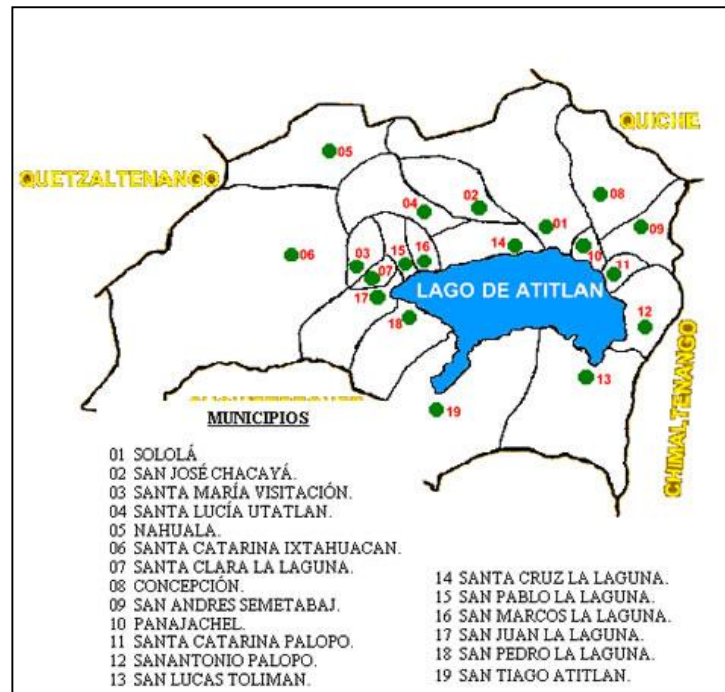 QUICHE
05
QUETZALTENANGO
08
04
02
01
09
06
03
15
16
14
10
07
11
LAGO DE ATITLAN
17
18
12
13
CHIMALTENANGO
19
MUNICIPIOS
01 SOLOLÁ
02 SAN JOSÉ CHACAYÁ.
03 SANTA MARÍA VISITACIÓN.
04 SANTA LUCÍA UTATLAN.
05 NAHUALA.
06 SANTA CATARINA IXTAHUACAN.
07 SANTA CLARA LA LAGUNA.
08 CONCEPCIÓN.
09 SAN ANDRES SEMETABAJ.
10 PANAJACHEL.
11 SANTA CATARINA PALOPO.
12 SANANTONIO PALOPO.
13 SAN LUCAS TOLIMAN.
14 SANTA CRUZ LA LAGUNA.
15 SAN PABLO LA LAGUNA.
16 SAN MARCOS LA LAGUNA.
17 SAN JUAN LA LAGUNA.
18 SAN PEDRO LA LAGUNA.
19 SAN TIAGO ATITLAN.